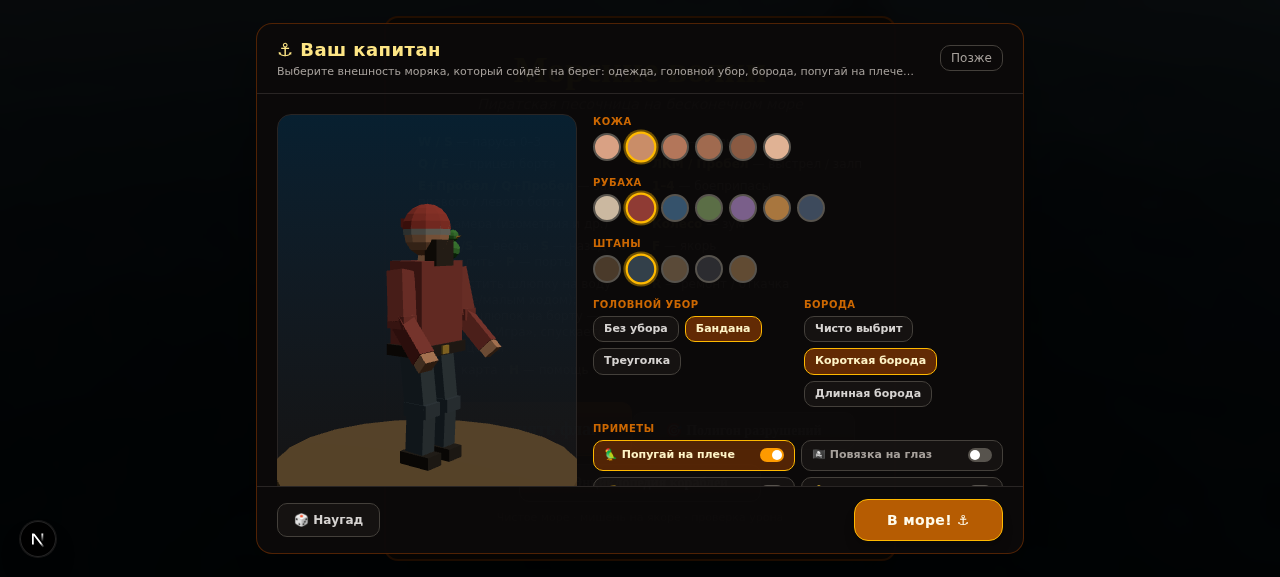 ⚓ Ваш капитан
Выберите внешность моряка, который сойдёт на берег: одежда, головной убор, борода, попугай на плече…
Позже
КОЖА
РУБАХА
ШТАНЫ
ГОЛОВНОЙ УБОР
Без убора
Бандана
Треуголка
БОРОДА
Чисто выбрит
Короткая борода
Длинная борода
ПРИМЕТЫ
🦜 Попугай на плече
🏴‍☠️ Повязка на глаз
🎲 Наугад
В море! ⚓
N